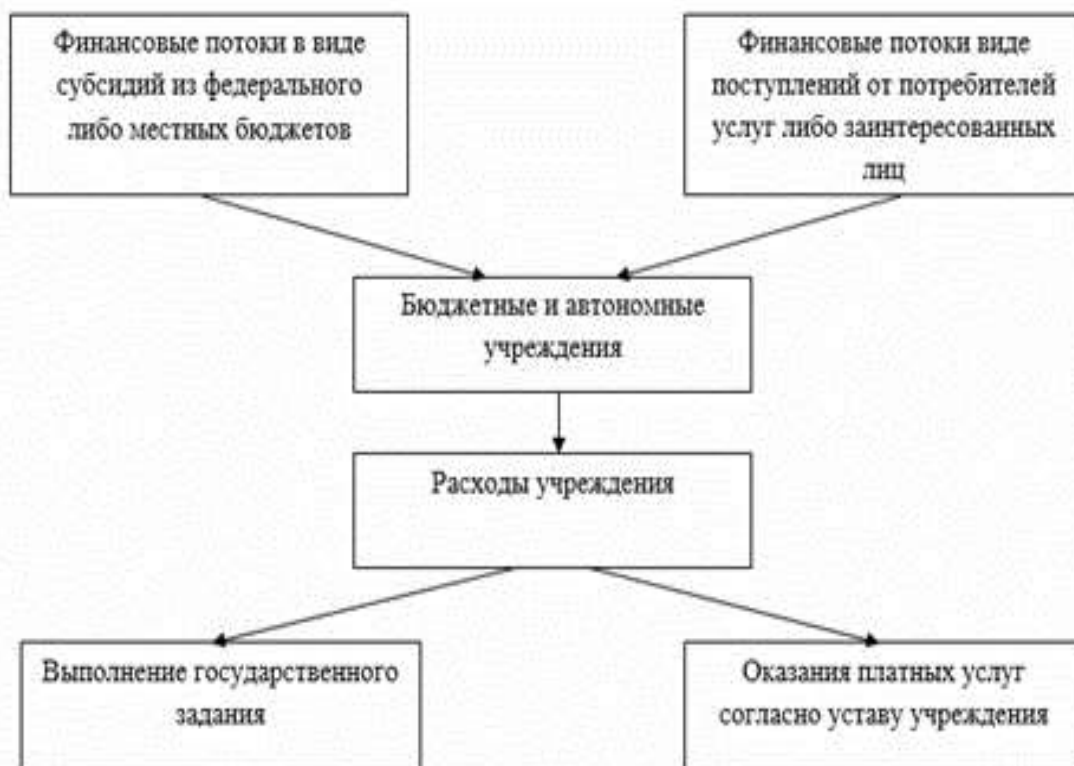 Финансовые потоки в виде
субсидий из федерального
либо местных бюджетов
Финансовые потоки виде
поступлений от потребителей
услуг либо заинтересованных
лиц
Бюджетные и автономные
учреждения
Расходы учреждения
Выполнение государственного
задания
Оказания платных услуг
согласно уставу учреждения